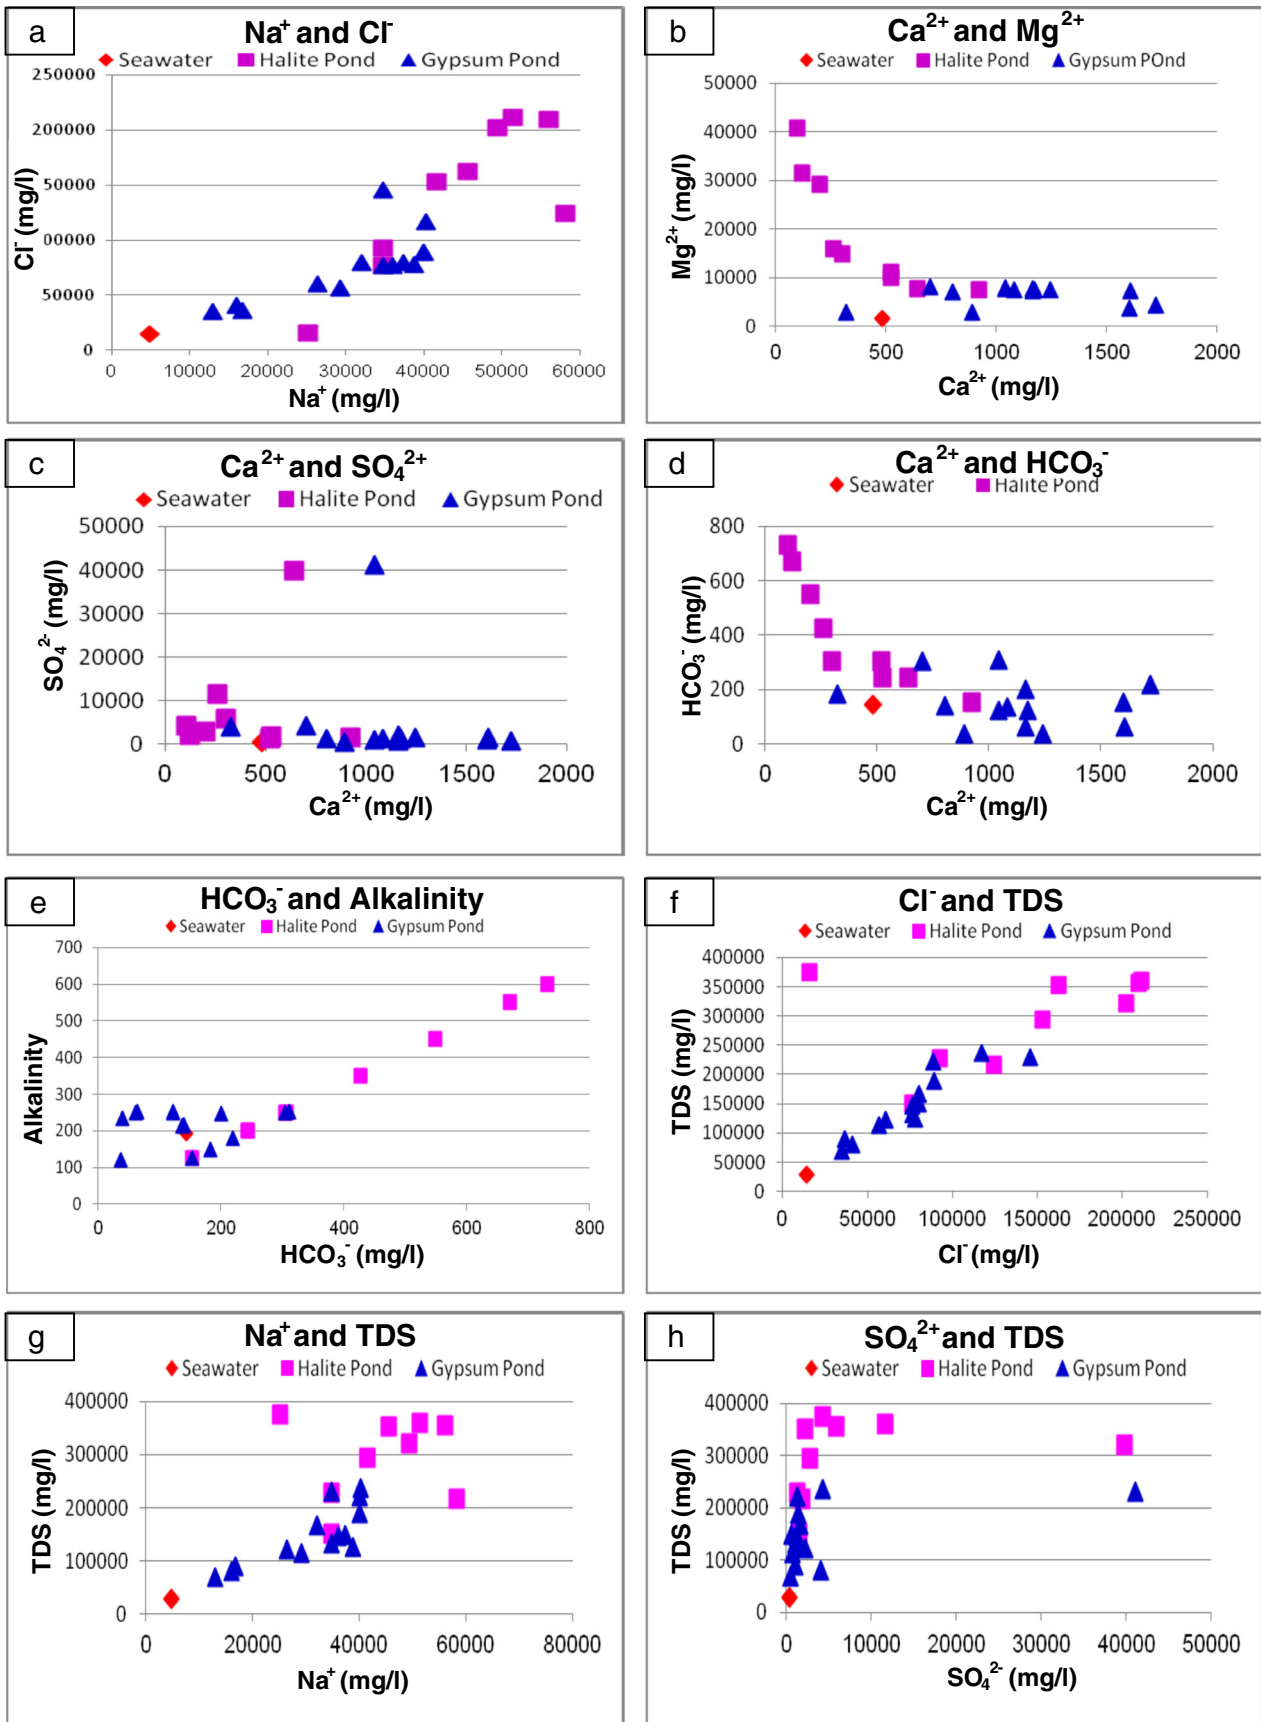 a
Na⁺ and Cl⁻
Seawater Halite Pond Gypsum Pond
250000
200000
50000
00000
50000
0
Cl⁻ (mg/l)
0 10000 20000 30000 40000 50000 60000
Na⁺ (mg/l)
b
Ca²⁺ and Mg²⁺
Seawater Halite Pond Gypsum POnd
50000
40000
30000
20000
10000
0
Mg²⁺ (mg/l)
0 500 1000 1500 2000
Ca²⁺ (mg/l)
c
Ca²⁺ and SO₄²⁺
Seawater Halite Pond Gypsum Pond
50000
40000
30000
20000
10000
0
SO₄²⁻ (mg/l)
0 500 1000 1500 2000
Ca²⁺ (mg/l)
d
Ca²⁺ and HCO₃⁻
Seawater Halite Pond
800
600
400
200
0
HCO₃⁻ (mg/l)
0 500 1000 1500 2000
Ca²⁺ (mg/l)
e
HCO₃⁻ and Alkalinity
Seawater Halite Pond Gypsum Pond
700
600
500
400
300
200
100
0
Alkalinity
0 200 400 600 800
HCO₃⁻ (mg/l)
f
Cl⁻ and TDS
Seawater Halite Pond Gypsum Pond
400000
350000
300000
250000
200000
150000
100000
50000
0
TDS (mg/l)
0 50000 100000 150000 200000 250000
Cl⁻ (mg/l)
g
Na⁺ and TDS
Seawater Halite Pond Gypsum Pond
400000
300000
200000
100000
0
TDS (mg/l)
0 20000 40000 60000 80000
Na⁺ (mg/l)
h
SO₄²⁺ and TDS
Seawater Halite Pond Gypsum Pond
400000
300000
200000
100000
0
TDS (mg/l)
0 10000 20000 30000 40000 50000
SO₄²⁻ (mg/l)